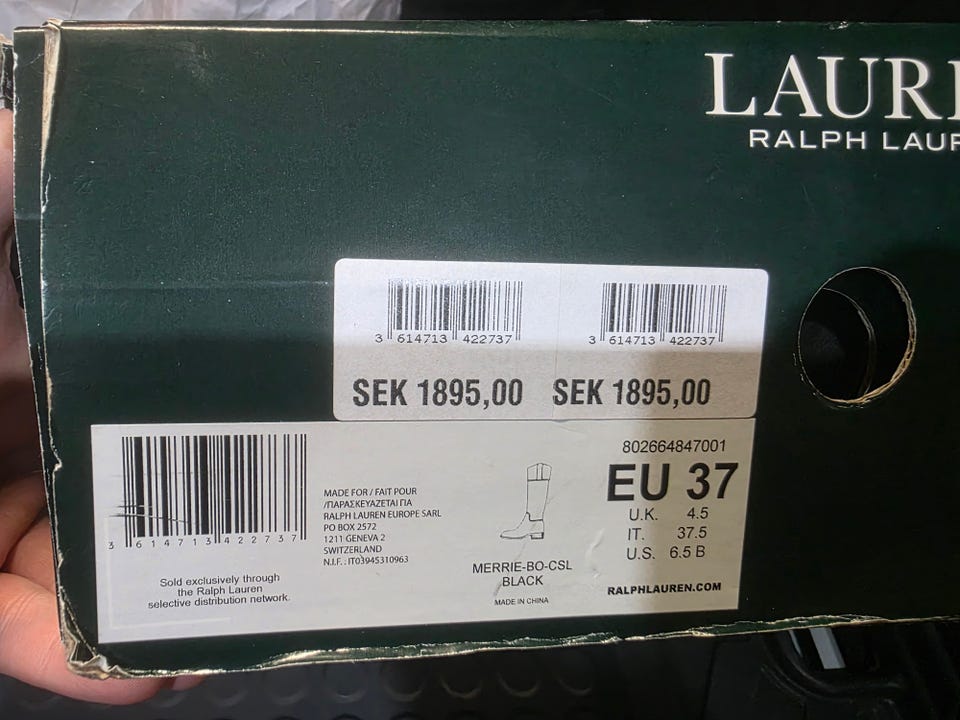 LAUR
RALPH LAUR
3 614713 422737
3 614713 422737
SEK 1895,00
SEK 1895,00
802664847001
EU 37
U.K. 4.5
IT. 37.5
U.S. 6.5 B
RALPHLAUREN.COM
3 614713 422737
MADE FOR / FAIT POUR
/ΠΑΡΑΣΚΕΥΑΖΕΤΑΙ ΓΙΑ
RALPH LAUREN EUROPE SARL
PO BOX 2572
1211 GENEVA 2
SWITZERLAND
N.I.F. : IT03945310963
Sold exclusively through
the Ralph Lauren
selective distribution network.
MERRIE-BO-CSL
BLACK
MADE IN CHINA